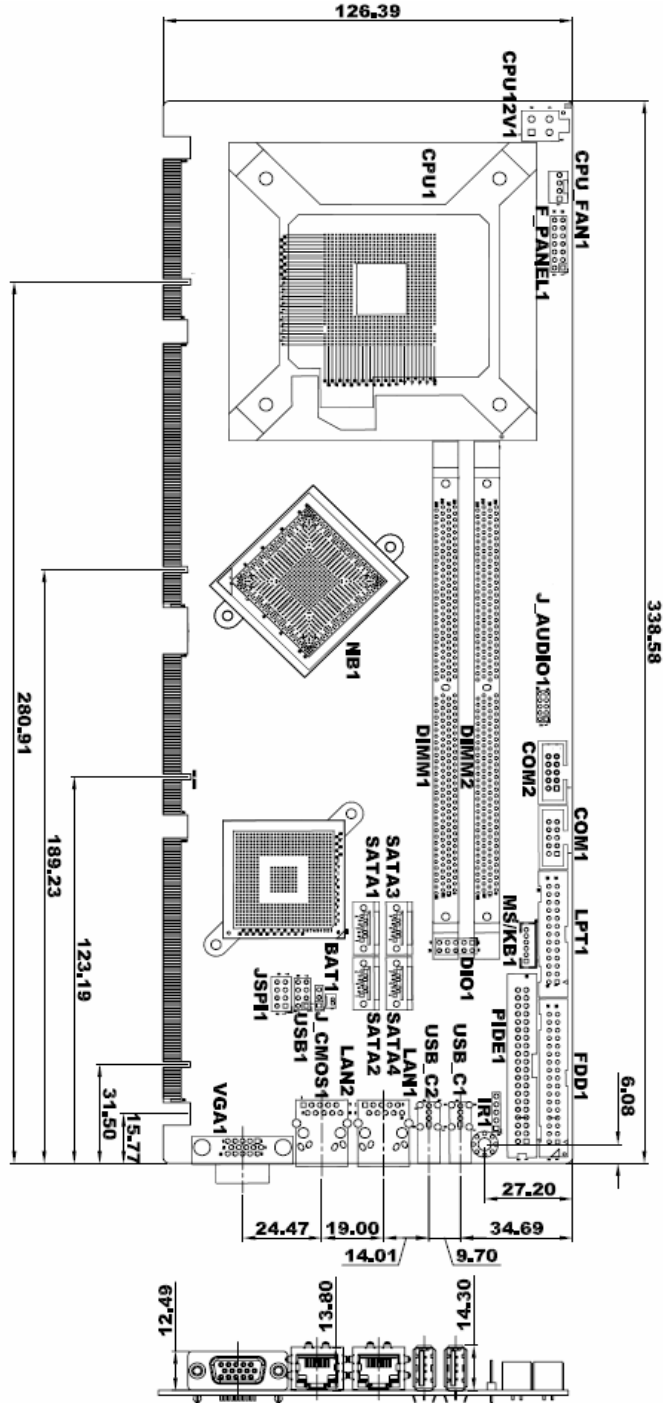 126.39
CPU12V1
CPU_FAN1
F_PANEL1
CPU1
338.58
NB1
J_AUDIO1
COM2
COM1
DIMM1
DIMM2
280.91
189.23
123.19
31.50
15.77
SATA1
SATA3
MS/KB1
LPT1
DIO1
BAT1
JSPI1
USB1
J_CMOS1
SATA2
SATA4
PIDE1
FDD1
LAN2
LAN1
USB_C2
USB_C1
IR1
VGA1
6.08
27.20
24.47
19.00
34.69
14.01
9.70
12.49
13.80
14.30